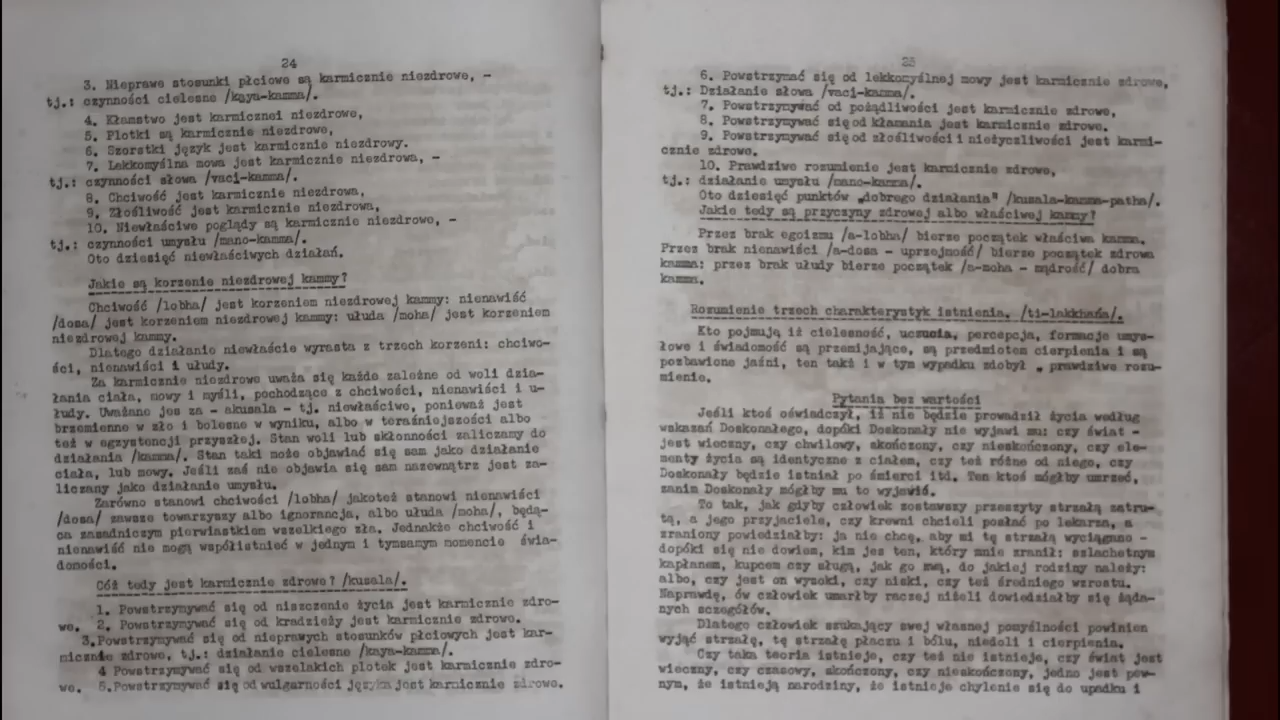 24
3. Nieprawe stosunki płciowe są karmicznie niezdrowe, -
tj.: czynności cielesne /kaya-kamma/.
4. Kłamstwo jest karmicznei niezdrowe,
5. Plotki są karmicznie niezdrowe,
6. Szorstki język jest karmicznie niezdrowy.
7. Lekkomyślna mowa jest karmicznie niezdrowa, -
tj.: czynności słowa /vaci-kamma/.
8. Chciwość jest karmicznie niezdrowa,
9. Złośliwość jest karmicznie niezdrowa,
10. Niewłaściwe poglądy są karmicznie niezdrowe, -
tj.: czynności umysłu /mano-kamma/.
Oto dziesięć niewłaściwych działań.
Jakie są korzenie niezdrowej kammy?
Chciwość /lobha/ jest korzeniem niezdrowej kammy: nienawiść
/dosa/ jest korzeniem niezdrowej kammy: ułuda /moha/ jest korzeniem
niezdrowej kammy.
Dlatego działanie niewłaście wyrasta z trzech korzeni: chciwo-
ści, nienawiści i ułudy.
Za karmicznie niezdrowe uważa się każde zależne od woli dzia-
łania ciała, mowy i myśli, pochodzące z chciwości, nienawiści i u-
łudy. Uważane jes za - akusala - tj. niewłaściwe, ponieważ jest
brzemienne w zło i bolesne w wyniku, albo w teraśniejszości albo
też w egzystencji przyszłej. Stan woli lub skłonności zaliczamy do
działania /kamma/. Stan taki może objawiać się sam jako działanie
ciała, lub mowy. Jeśli zaś nie objawia się sam nazewnątrz jest za-
liczany jako działanie umysłu.
Zarówno stanowi chciwości /lobha/ jakoteż stanowi nienawiści
/dosa/ zawsze towarzyszy albo ignorancja, albo ułuda /moha/, będą-
ca zasadniczym pierwiastkiem wszelkiego zła. Jednakże chciwość i
nienawiść nie mogą współistnieć w jednym i tymsamym momencie świa-
domości.
Cóż tedy jest karmicznie zdrowe? /kusala/.
1. Powstrzymywać się od niszczenie życia jest karmicznie zdro-
we. 2. Powstrzymywać się od kradzieży jest karmicznie zdrowe.
3.Powstrzymywać się od nieprawych stosunków płciowych jest kar-
micznie zdrowe, tj.: działanie cielesne /kaya-kamma/.
4 Powstrzymywać się od wszelakich plotek jest karmicznie zdro-
we. 5.Powstrzymywać się od wulgarności języka jest karmicznie zdrowe.
25
6. Powstrzymać się od lekkomyślnej mowy jest karmicznie zdrowe,
tj.: Działanie słowa /vaci-kamma/.
7. Powstrzymywać od pożądliwości jest karmicznie zdrowe,
8. Powstrzymywać się od kłamania jest karmicznie zdrowe.
9. Powstrzymywać się od złośliwości i nieżyczliwości jest karmi-
cznie zdrowe.
10. Prawdziwe rozumienie jest karmicznie zdrowe,
tj.: działanie umysłu /mano-kamma/.
Oto dziesięć punktów „dobrego działania" /kusala-kamma-patha/.
Jakie tedy są przyczyny zdrowej albo właściwej kammy?
Przez brak egoizmu /a-lobha/ bierze początek właściwa kamma.
Przez brak nienawiści /a-dosa - uprzejność/ bierze początek zdrowa
kamma: przez brak ułudy bierze początek /a-moha - mądrość/ dobra
kamma.
Rozumienie trzech charakterystyk istnienia. /ti-lakkhaña/.
Kto pojmują iż cielesność, uczucia, percepcja, formacje umys-
łowe i świadomość są przemijające, są przedmiotem cierpienia i są
pozbawione jaźni, ten także i w tym wypadku zdobył „ prawdziwe rozu-
mienie.
Pytania bez wartości
Jeśli ktoś oświadczył, iż nie będzie prowadził życia według
wskazań Doskonałego, dopóki Doskonały nie wyjawi mu: czy świat -
jest wieczny, czy chwilowy, skończony, czy nieskończony, czy ele-
menty życia są identyczne z ciałem, czy też różne od niego, czy
Doskonały będzie istniał po śmierci itd. Ten ktoś mógłby umrzeć,
zanim Doskonały mógłby mu to wyjawić.
To tak, jak gdyby człowiek zostawszy przeszyty strzałą zatru-
tą, a jego przyjaciele, czy krewni chcieli posłać po lekarza, a
zraniony powiedziałby: ja nie chcę, aby mi tę strzałę wyciągano -
dopóki się nie dowiem, kim jes ten, który mnie zranił: szlachetnym
kapłanem, kupcem czy sługą, jak go zwą, do jakiej rodziny należy:
albo, czy jest on wysoki, czy niski, czy też średniego wzrostu.
Naprawdę, ów człowiek umarłby raczej niżeli dowiedziałby się żąda-
nych sczegółów.
Dlatego człowiek szukający swej własnej pomyślności powinien
wyjąć strzałę, tę strzałę płaczu i bólu, niedoli i cierpienia.
Czy taka teoria istnieje, czy też nie istnieje, czy świat jest
wieczny, czy czasowy, skończony, czy nieskończony, jedno jest pew-
nym, że istnieją narodziny, że istnieje chylenie się do upadku i